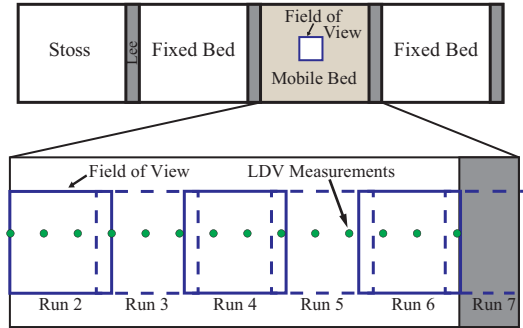 Field of
View
Stoss
Lee
Fixed Bed
Mobile Bed
Fixed Bed
Field of View
LDV Measurements
Run 2
Run 3
Run 4
Run 5
Run 6
Run 7